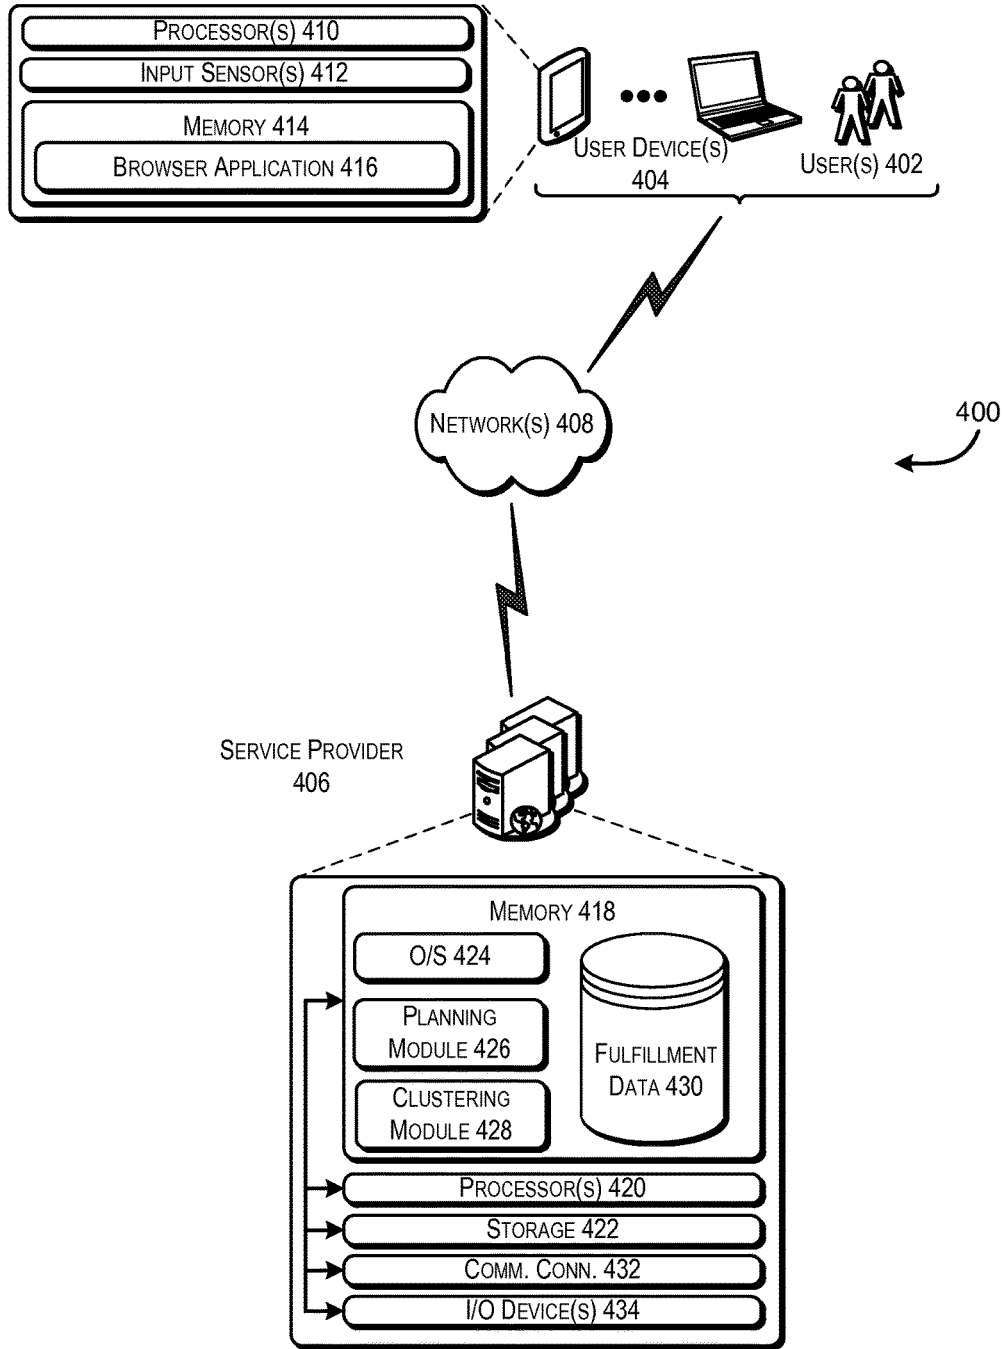 PROCESSOR(S) 410
INPUT SENSOR(S) 412
MEMORY 414
BROWSER APPLICATION 416
USER DEVICE(S)
404
USER(S) 402
NETWORK(S) 408
400
SERVICE PROVIDER
406
MEMORY 418
O/S 424
PLANNING
MODULE 426
CLUSTERING
MODULE 428
FULFILLMENT
DATA 430
PROCESSOR(S) 420
STORAGE 422
COMM. CONN. 432
I/O DEVICE(S) 434